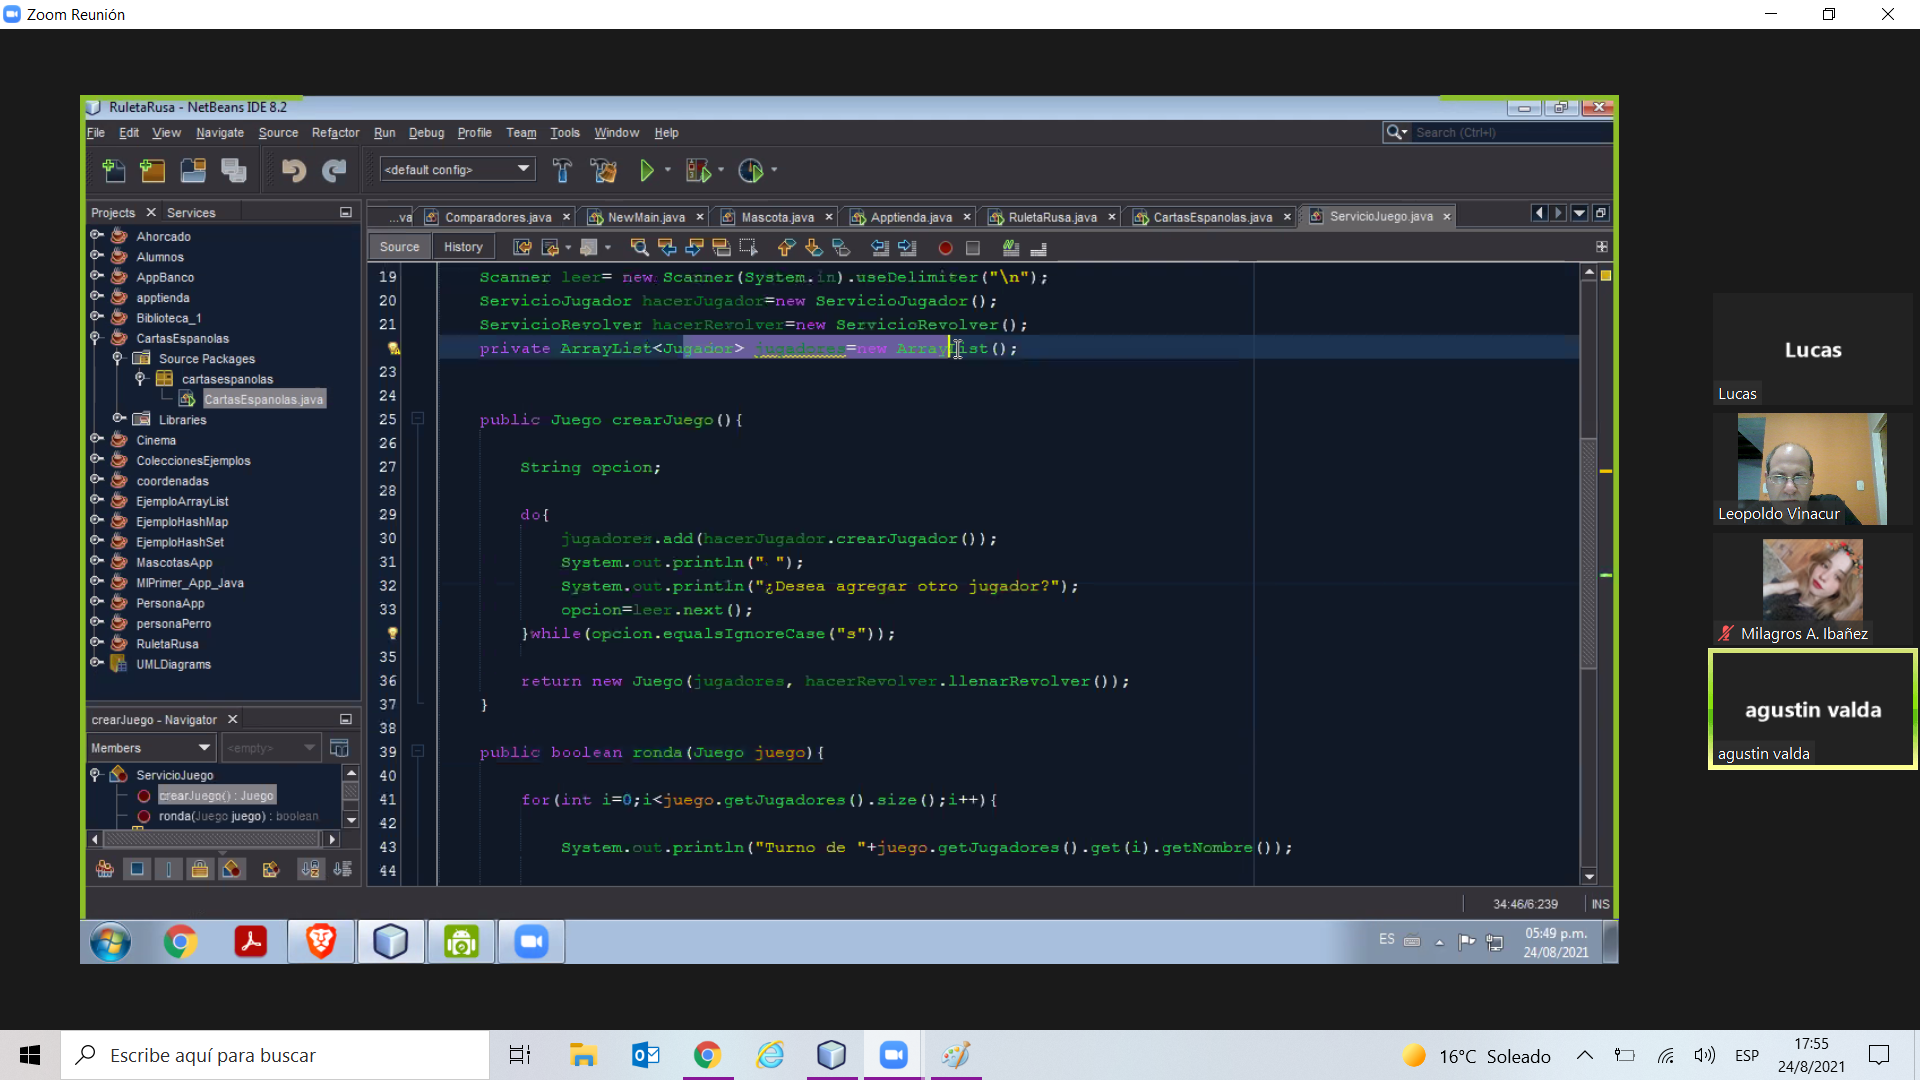 Zoom Reunión
RuletaRusa - NetBeans IDE 8.2
File Edit View Navigate Source Refactor Run Debug Profile Team Tools Window Help
Search (Ctrl+I)
<default config>
Projects Services
...va Comparadores.java NewMain.java Mascota.java Apptienda.java RuletaRusa.java CartasEspanolas.java ServicioJuego.java
Source History
Ahorcado
Alumnos
AppBanco
apptienda
Biblioteca_1
CartasEspanolas
Source Packages
cartasespanolas
CartasEspanolas.java
Libraries
Cinema
ColeccionesEjemplos
coordenadas
EjemploArrayList
EjemploHashMap
EjemploHashSet
MascotasApp
MIPrimer_App_Java
PersonaApp
personaPerro
RuletaRusa
UMLDiagrams
crearJuego - Navigator
Members
<empty>
ServicioJuego
crearJuego() : Juego
ronda(Juego juego) : boolean
19 Scanner leer= new Scanner(System.in).useDelimiter("\n");
20 ServicioJugador hacerJugador=new ServicioJugador();
21 ServicioRevolver hacerRevolver=new ServicioRevolver();
private ArrayList<Jugador> jugadores=new ArrayList();
23
24
25 public Juego crearJuego(){
26
27 String opcion;
28
29 do{
30 jugadores.add(hacerJugador.crearJugador());
31 System.out.println(" ");
32 System.out.println("¿Desea agregar otro jugador?");
33 opcion=leer.next();
}while(opcion.equalsIgnoreCase("s"));
35
36 return new Juego(jugadores, hacerRevolver.llenarRevolver());
37 }
38
39 public boolean ronda(Juego juego){
40
41 for(int i=0;i<juego.getJugadores().size();i++){
42
43 System.out.println("Turno de "+juego.getJugadores().get(i).getNombre());
44
34:46/6:239 INS
ES
05:49 p.m.
24/08/2021
Lucas
Lucas
Leopoldo Vinacur
Milagros A. Ibañez
agustin valda
agustin valda
Escribe aquí para buscar
16°C Soleado
ESP
17:55
24/8/2021